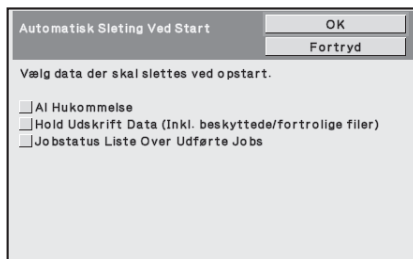 Automatisk Sleting Ved Start
OK
Fortryd
Vælg data der skal slettes ved opstart.
Al Hukommelse
Hold Udskrift Data (Inkl. beskyttede/fortrolige filer)
Jobstatus Liste Over Udførte Jobs